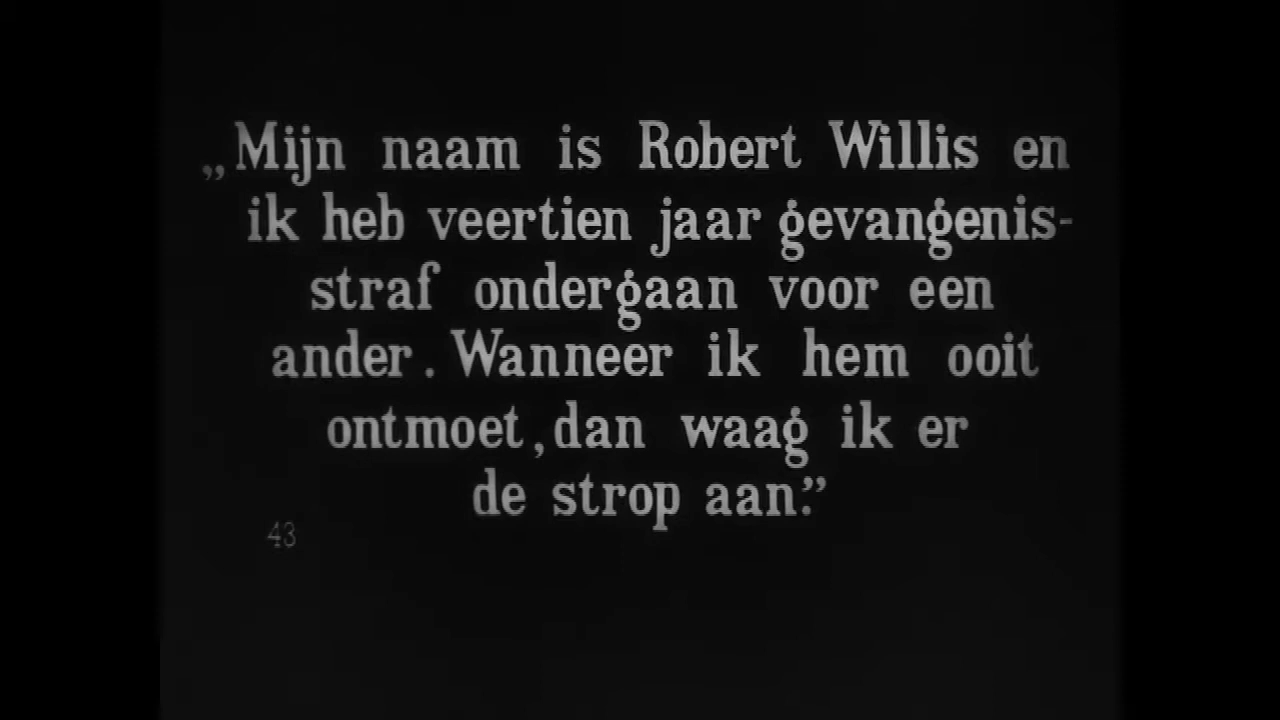 „Mijn naam is Robert Willis en
ik heb veertien jaar gevangenis-
straf ondergaan voor een
ander. Wanneer ik hem ooit
ontmoet, dan waag ik er
de strop aan.”
43